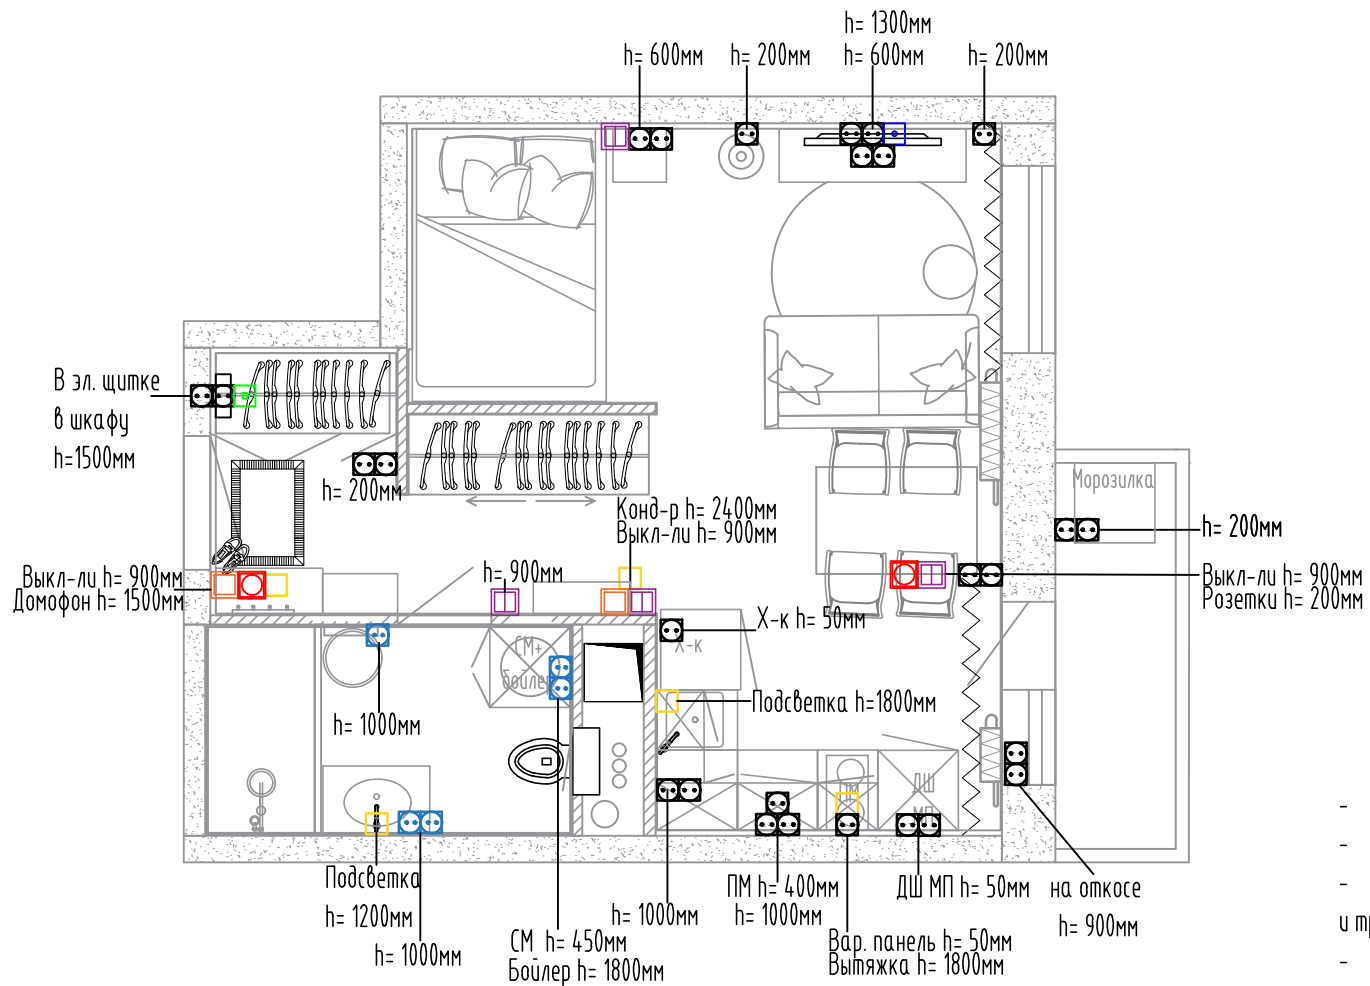 h= 1300мм
h= 600мм
h= 200мм
h= 600мм
h= 200мм
В эл. щитке
в шкафу
h=1500мм
h= 200мм
Морозилка
Конд-р h= 2400мм
Выкл-ли h= 900мм
h= 200мм
Выкл-ли h= 900мм
Домофон h= 1500мм
h= 900мм
Выкл-ли h= 900мм
Розетки h= 200мм
Х-к h= 50мм
Х-к
СМ+
бойлер
Подсветка h=1800мм
h= 1000мм
ПМ
ДШ
МП
-
-
-
Подсветка
h= 1200мм
h= 1000мм
СМ h= 450мм
Бойлер h= 1800мм
h= 1000мм
ПМ h= 400мм
h= 1000мм
ДШ МП h= 50мм
на откосе
h= 900мм
Вар. панель h= 50мм
Вытяжка h= 1800мм
и
-